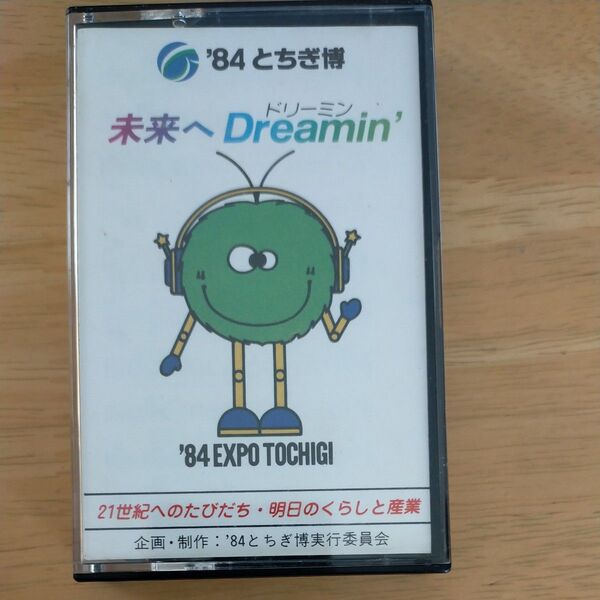 '84とちぎ博
ドリーミン
未来へ Dreamin'
'84 EXPO TOCHIGI
21世紀へのたびだち・明日のくらしと産業
企画・制作：'84とちぎ博実行委員会